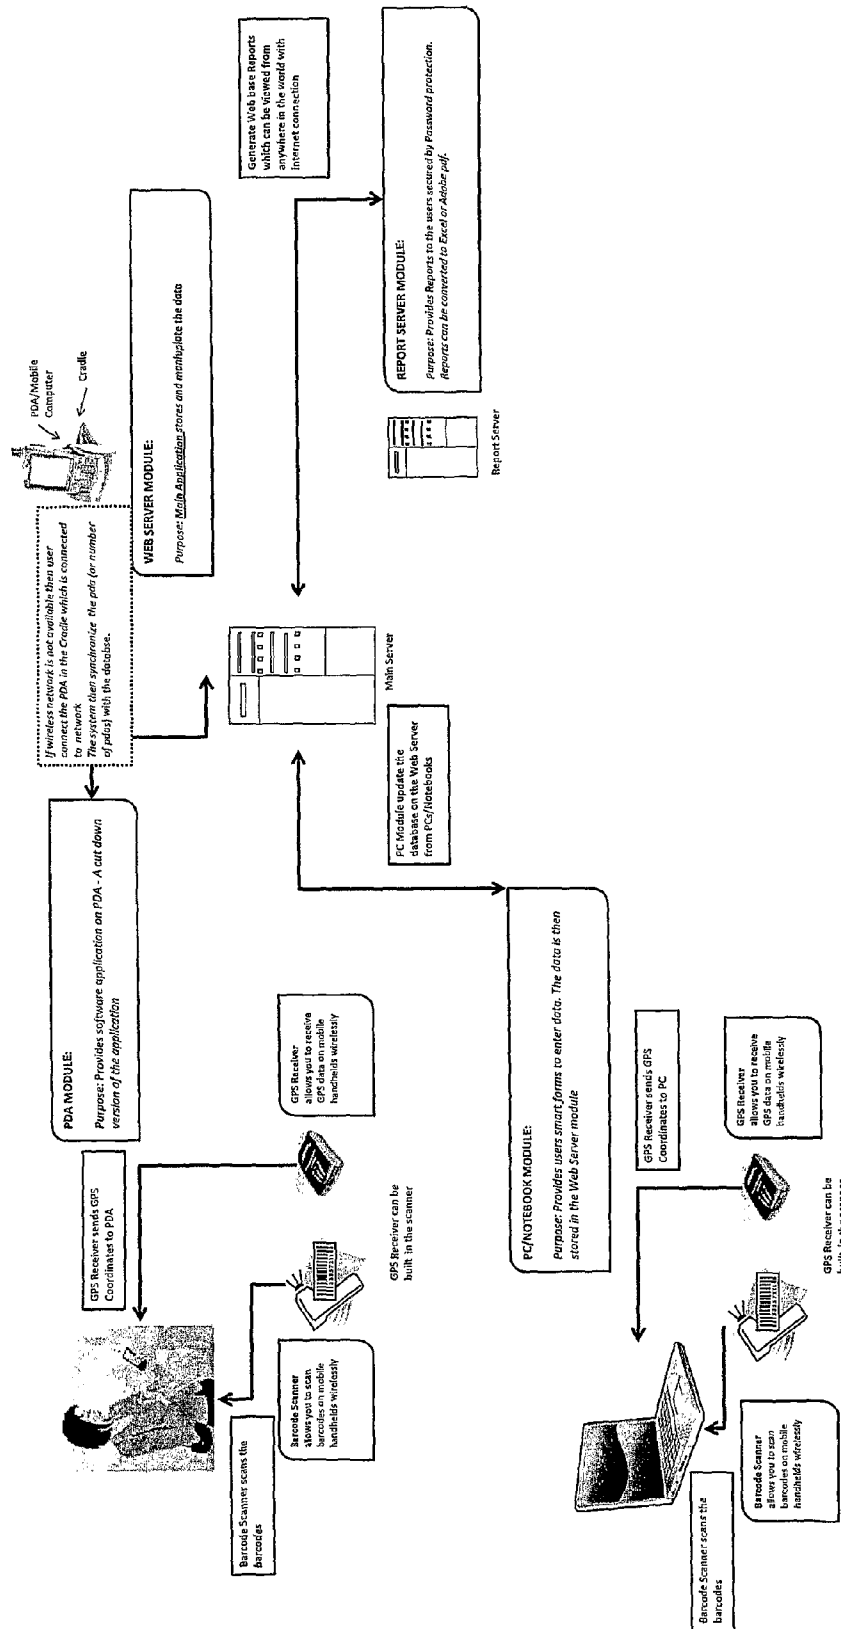 PDA MODULE:
Purpose: Provides software application on PDA - A cut down
version of the application
If wireless network is not available then user
connect the PDA in the Cradle which is connected
to network
The system then synchronize the pda (or number
of pdas) with the databse.
PDA/Mobile
Computer
Cradle
GPS Receiver sends GPS
Coordinates to PDA
WEB SERVER MODULE:
Purpose: Main Application stores and manfuplate the data
Barcode Scanner scans the
barcodes
Barcode Scanner
allows you to scan
barcodes on mobile
handhelds wirelessly
GPS Receiver
allows you to receive
GPS data on mobile
handhelds wirelessly
GPS Receiver can be
built in the scanner
Main Server
Generate Web base Reports
which can be viewed from
anywhere in the world with
Internet connection
PC Module update the
database on the Web Server
from PCs/Notebooks
REPORT SERVER MODULE:
Purpose: Provides Reports to the users secured by Password protection.
Reports can be converted to Excel or Adobe pdf.
Report Server
PC/NOTEBOOK MODULE:
Purpose: Provides users smart forms to enter data. The data is then
stored in the Web Server module
GPS Receiver sends GPS
Coordinates to PC
Barcode Scanner scans the
barcodes
Barcode Scanner
allows you to scan
barcodes on mobile
handhelds wirelessly
GPS Receiver
allows you to receive
GPS data on mobile
handhelds wirelessly
GPS Receiver can be